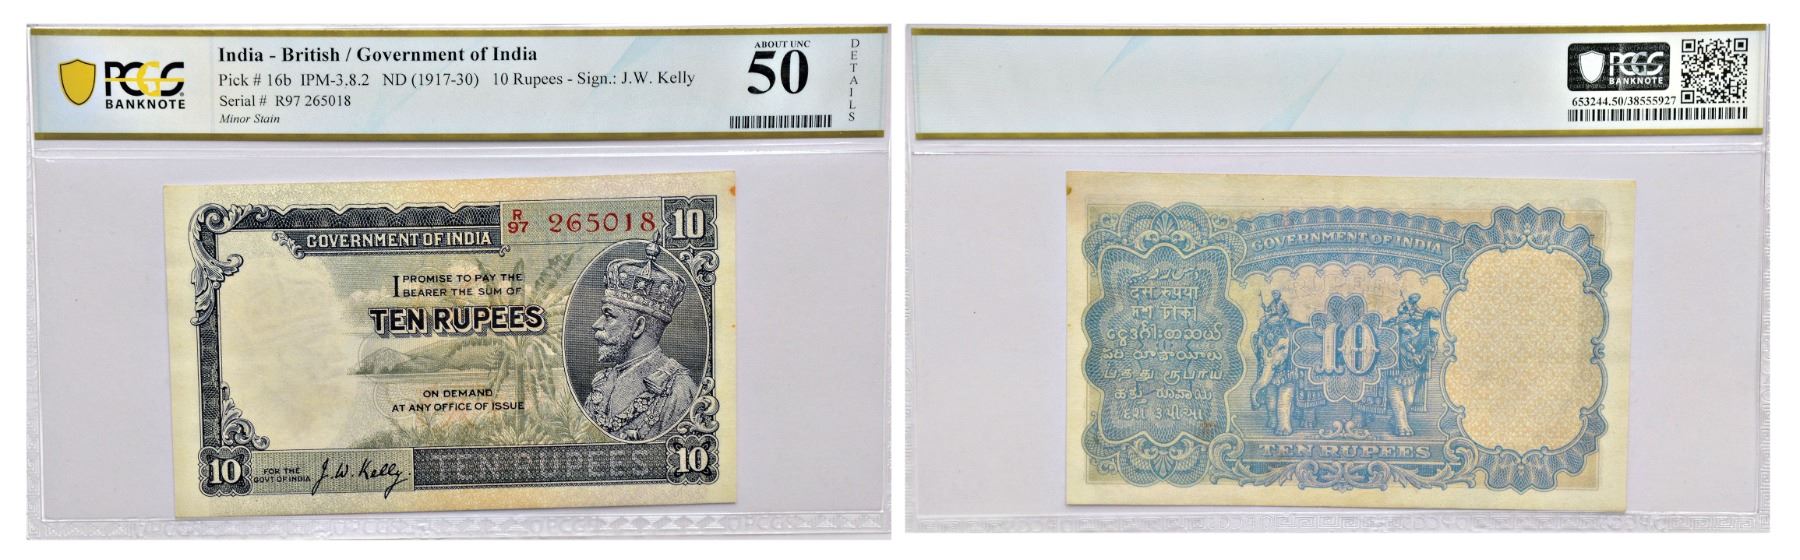 PCGS
BANKNOTE
India - British / Government of India
Pick # 16b IPM-3.8.2 ND (1917-30) 10 Rupees - Sign.: J.W. Kelly
Serial # R97 265018
Minor Stain
ABOUT UNC
50
DETAILS
R
97 265018
10
GOVERNMENT OF INDIA
I PROMISE TO PAY THE
BEARER THE SUM OF
TEN RUPEES
ON DEMAND
AT ANY OFFICE OF ISSUE
10
FOR THE
GOVT OF INDIA
J. W. Kelly.
TEN RUPEES
10
PCGS
BANKNOTE
653244.50/38555927
GOVERNMENT OF INDIA
दस रुपया
10
பத்து ரூபாய்
TEN RUPEES